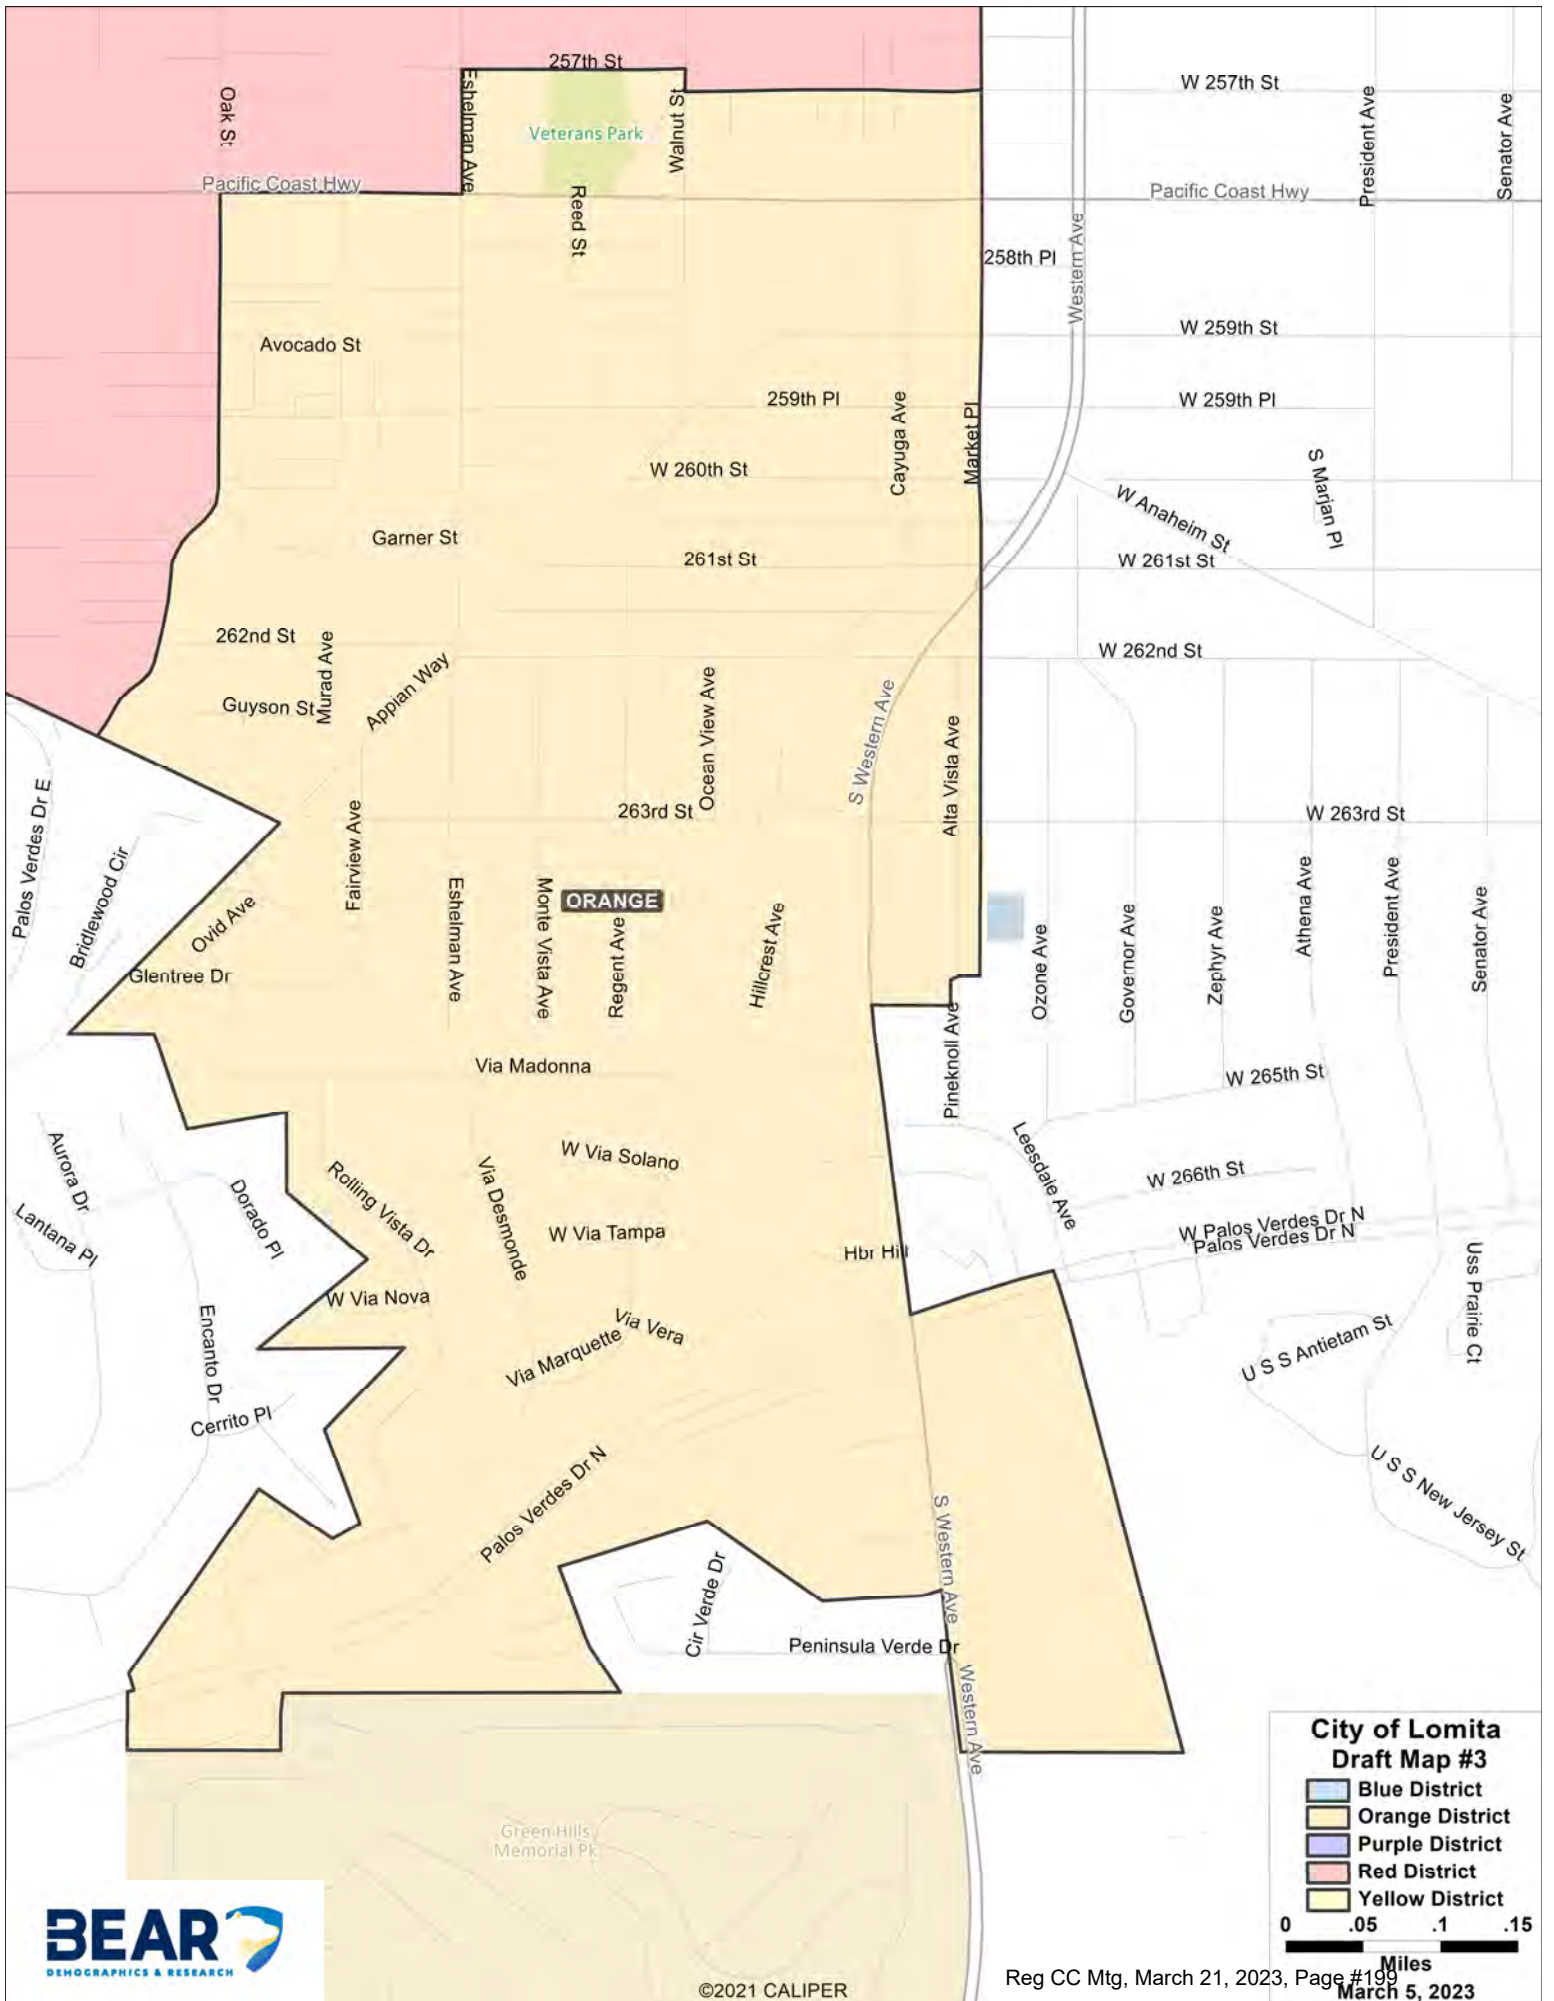 257th St
W 257th St
Oak St
Eshelman Ave
Walnut St
President Ave
Senator Ave
Veterans Park
Pacific Coast Hwy
Pacific Coast Hwy
Reed St
258th Pl
Western Ave
W 259th St
Avocado St
259th Pl
W 259th Pl
Cayuga Ave
Market Pl
W 260th St
S Marjan Pl
W Anaheim St
Garner St
261st St
W 261st St
262nd St
Murad Ave
Appian Way
W 262nd St
Guyson St
Ocean View Ave
S Western Ave
Alta Vista Ave
Palos Verdes Dr E
263rd St
W 263rd St
Bridlewood Cir
Fairview Ave
Ovid Ave
Eshelman Ave
Monte Vista Ave
ORANGE
Regent Ave
Hillcrest Ave
Ozone Ave
Governor Ave
Zephyr Ave
Athena Ave
President Ave
Senator Ave
Glentree Dr
Pineknoll Ave
Via Madonna
W 265th St
Aurora Dr
Lantana Pl
Dorado Pl
Rolling Vista Dr
Via Desmonde
W Via Solano
Leesdale Ave
W 266th St
W Via Tampa
Hbr Hill
W Palos Verdes Dr N
Palos Verdes Dr N
Uss Prairie Ct
W Via Nova
Encanto Dr
Via Vera
Via Marquette
U S S Antietam St
Cerrito Pl
Palos Verdes Dr N
U S S New Jersey St
S Western Ave
Cir Verde Dr
Peninsula Verde Dr
Western Ave
Green Hills
Memorial Pk
City of Lomita
Draft Map #3
Blue District
Orange District
Purple District
Red District
Yellow District
0 .05 .1 .15
Miles
March 5, 2023
BEAR
DEMOGRAPHICS & RESEARCH
©2021 CALIPER
Reg CC Mtg, March 21, 2023, Page #199